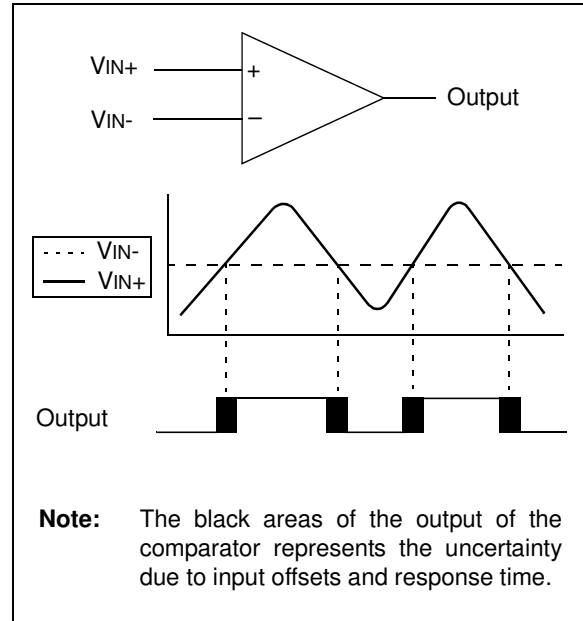 VIN+
+
Output
VIN-
–
VIN-
VIN+
Output
Note: The black areas of the output of the
comparator represents the uncertainty
due to input offsets and response time.